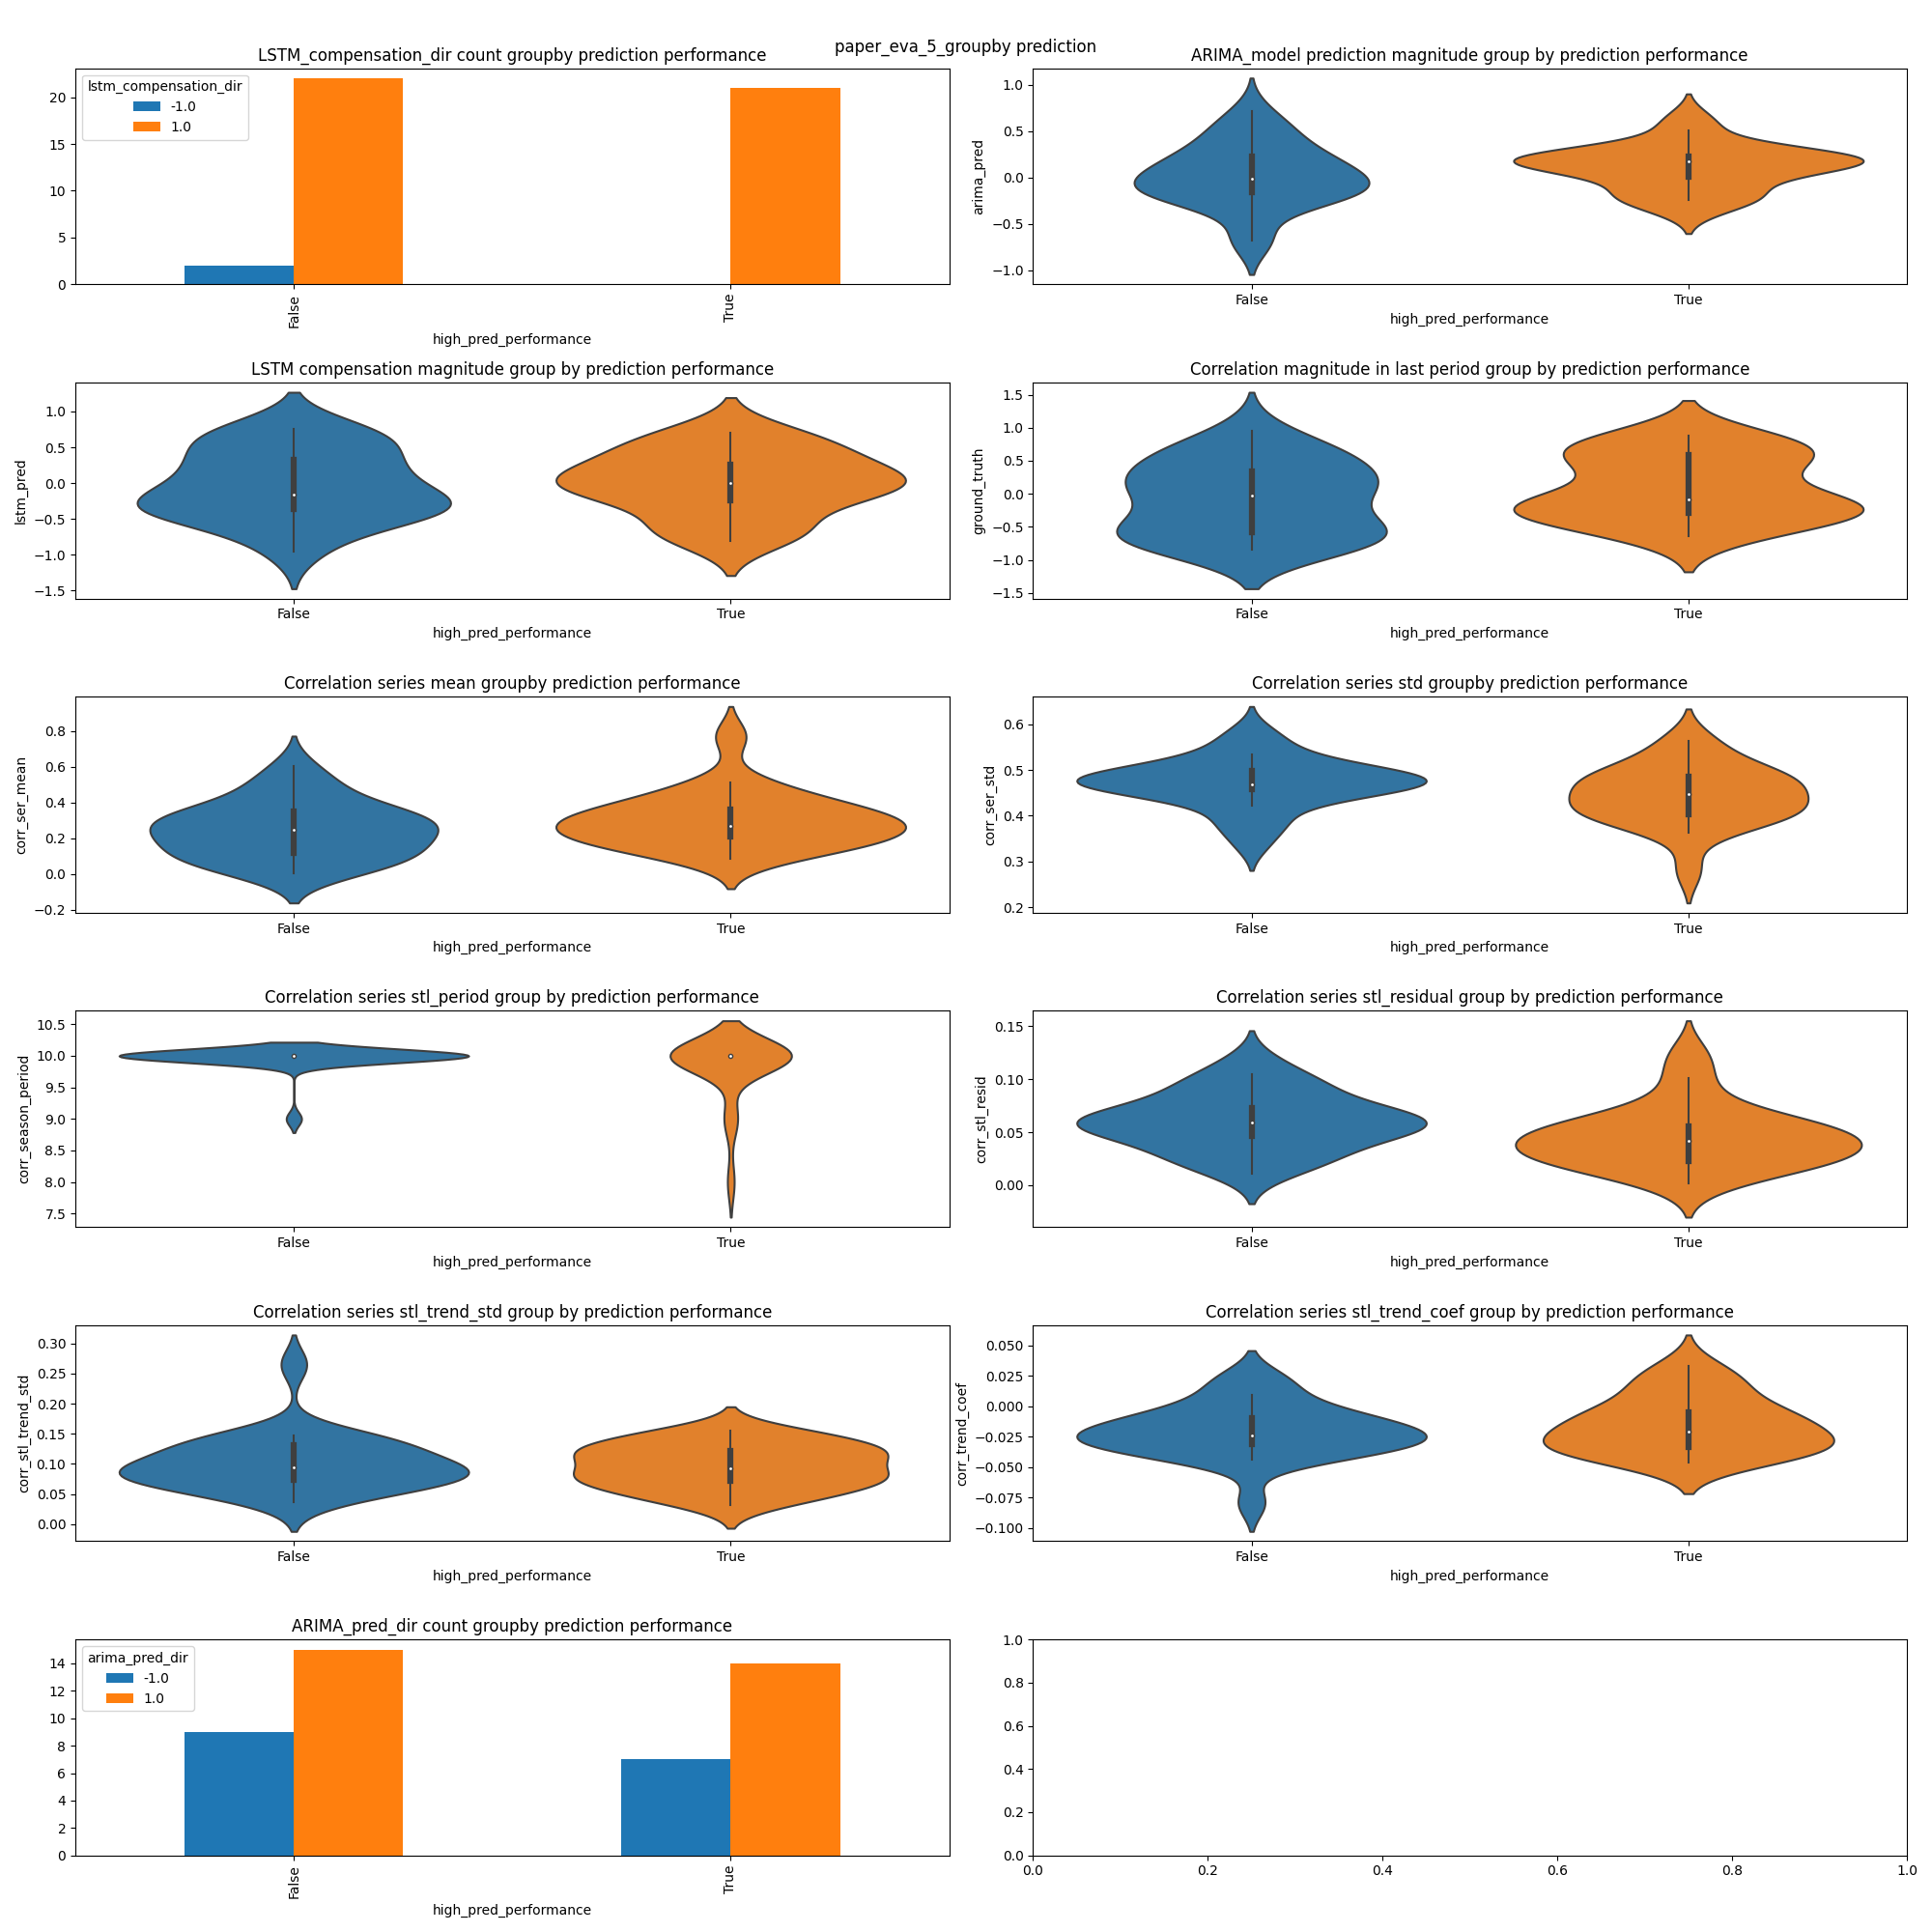 paper_eva_5_groupby prediction
LSTM_compensation_dir count groupby prediction performance
lstm_compensation_dir
-1.0
1.0
20
15
10
5
0
False
True
high_pred_performance
ARIMA_model prediction magnitude group by prediction performance
arima_pred
1.0
0.5
0.0
−0.5
−1.0
False
True
high_pred_performance
LSTM compensation magnitude group by prediction performance
lstm_pred
1.0
0.5
0.0
−0.5
−1.0
−1.5
False
True
high_pred_performance
Correlation magnitude in last period group by prediction performance
ground_truth
1.5
1.0
0.5
0.0
−0.5
−1.0
−1.5
False
True
high_pred_performance
Correlation series mean groupby prediction performance
corr_ser_mean
0.8
0.6
0.4
0.2
0.0
−0.2
False
True
high_pred_performance
Correlation series std groupby prediction performance
corr_ser_std
0.6
0.5
0.4
0.3
0.2
False
True
high_pred_performance
Correlation series stl_period group by prediction performance
corr_season_period
10.5
10.0
9.5
9.0
8.5
8.0
7.5
False
True
high_pred_performance
Correlation series stl_residual group by prediction performance
corr_stl_resid
0.15
0.10
0.05
0.00
False
True
high_pred_performance
Correlation series stl_trend_std group by prediction performance
corr_stl_trend_std
0.30
0.25
0.20
0.15
0.10
0.05
0.00
False
True
high_pred_performance
Correlation series stl_trend_coef group by prediction performance
corr_trend_coef
0.050
0.025
0.000
−0.025
−0.050
−0.075
−0.100
False
True
high_pred_performance
ARIMA_pred_dir count groupby prediction performance
arima_pred_dir
-1.0
1.0
14
12
10
8
6
4
2
0
False
True
high_pred_performance
1.0
0.8
0.6
0.4
0.2
0.0
0.0
0.2
0.4
0.6
0.8
1.0